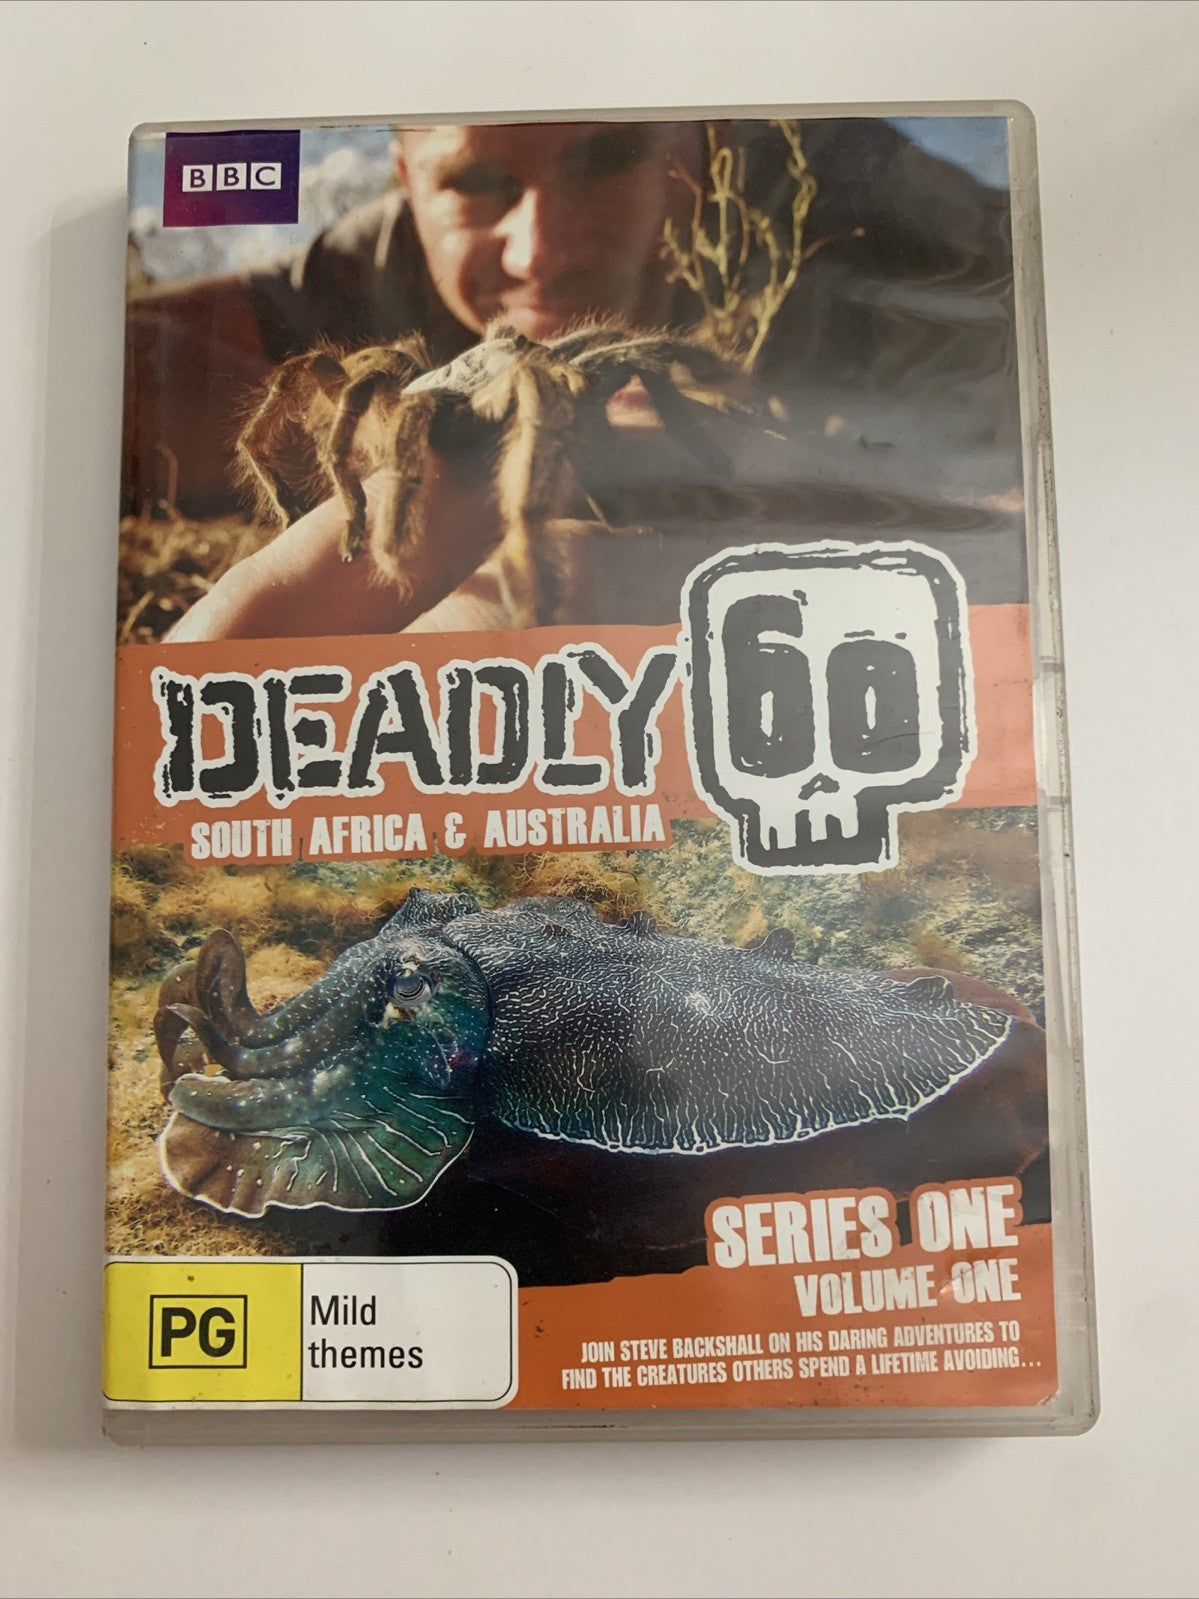 BBC
DEADLY 60
SOUTH AFRICA & AUSTRALIA
SERIES ONE
VOLUME ONE
PG
Mild
themes
JOIN STEVE BACKSHALL ON HIS DARING ADVENTURES TO
FIND THE CREATURES OTHERS SPEND A LIFETIME AVOIDING...